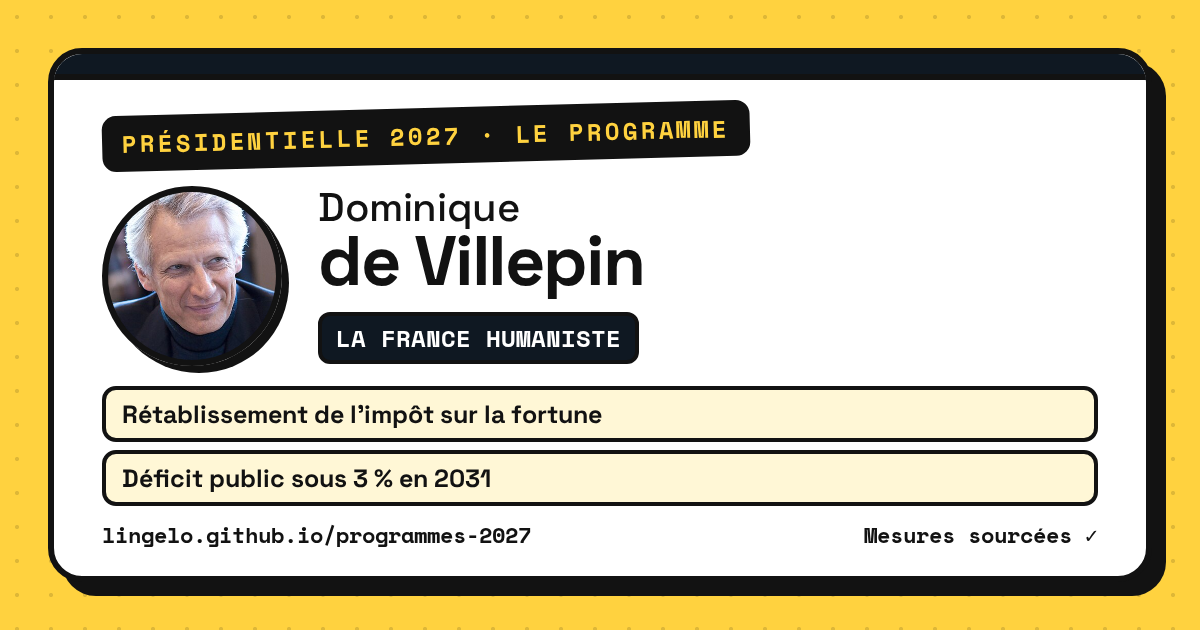 PRÉSIDENTIELLE 2027 · LE PROGRAMME
Dominique
de Villepin
LA FRANCE HUMANISTE
Rétablissement de l’impôt sur la fortune
Déficit public sous 3 % en 2031
lingelo.github.io/programmes-2027
Mesures sourcées ✓